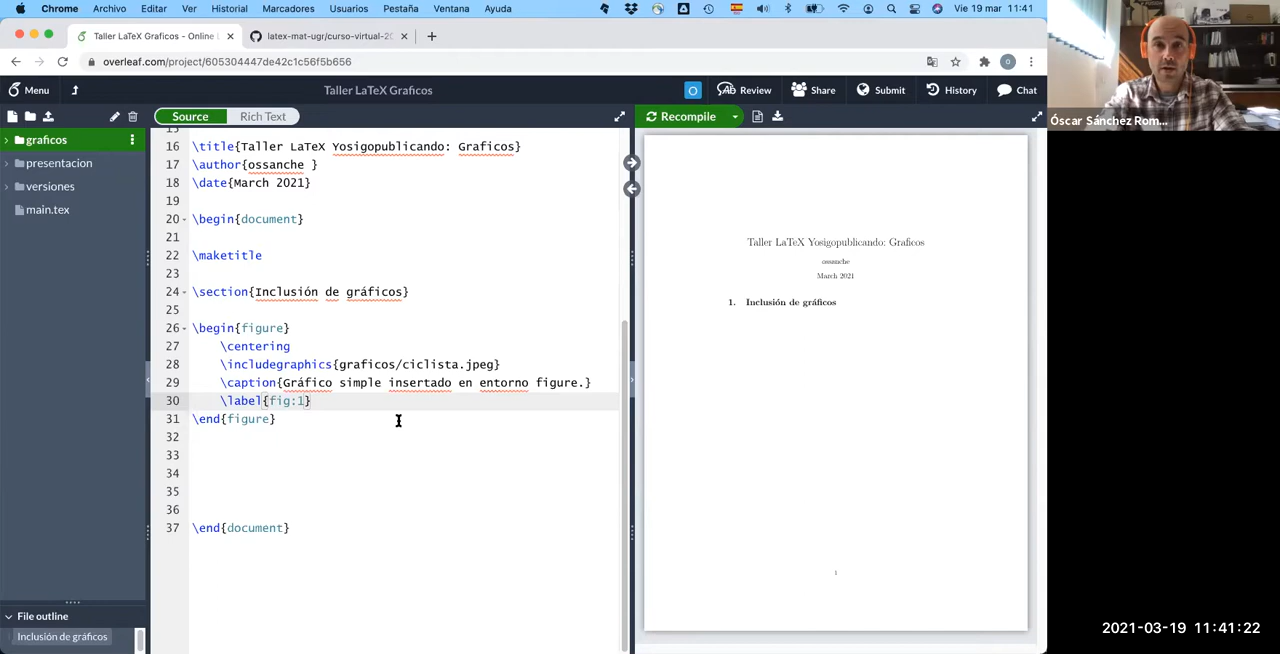 Chrome Archivo Editar Ver Historial Marcadores Usuarios Pestaña Ventana Ayuda Vie 19 mar 11:41
Taller LaTeX Graficos - Online L
latex-mat-ugr/curso-virtual-20
overleaf.com/project/605304447de42c1c56f5b656
Menu Taller LaTeX Graficos Review Share Submit History Chat
Source Rich Text Recompile
graficos
presentacion
versiones
main.tex
15
16 \title{Taller LaTeX Yosigopublicando: Graficos}
17 \author{ossanche }
18 \date{March 2021}
19
20 \begin{document}
21
22 \maketitle
23
24 \section{Inclusión de gráficos}
25
26 \begin{figure}
27 \centering
28 \includegraphics{graficos/ciclista.jpeg}
29 \caption{Gráfico simple insertado en entorno figure.}
30 \label{fig:1}
31 \end{figure}
32
33
34
35
36
37 \end{document}
File outline
Inclusión de gráficos
Taller LaTeX Yosigopublicando: Graficos
ossanche
March 2021
1. Inclusión de gráficos
1
Óscar Sánchez Rom...
2021-03-19 11:41:22